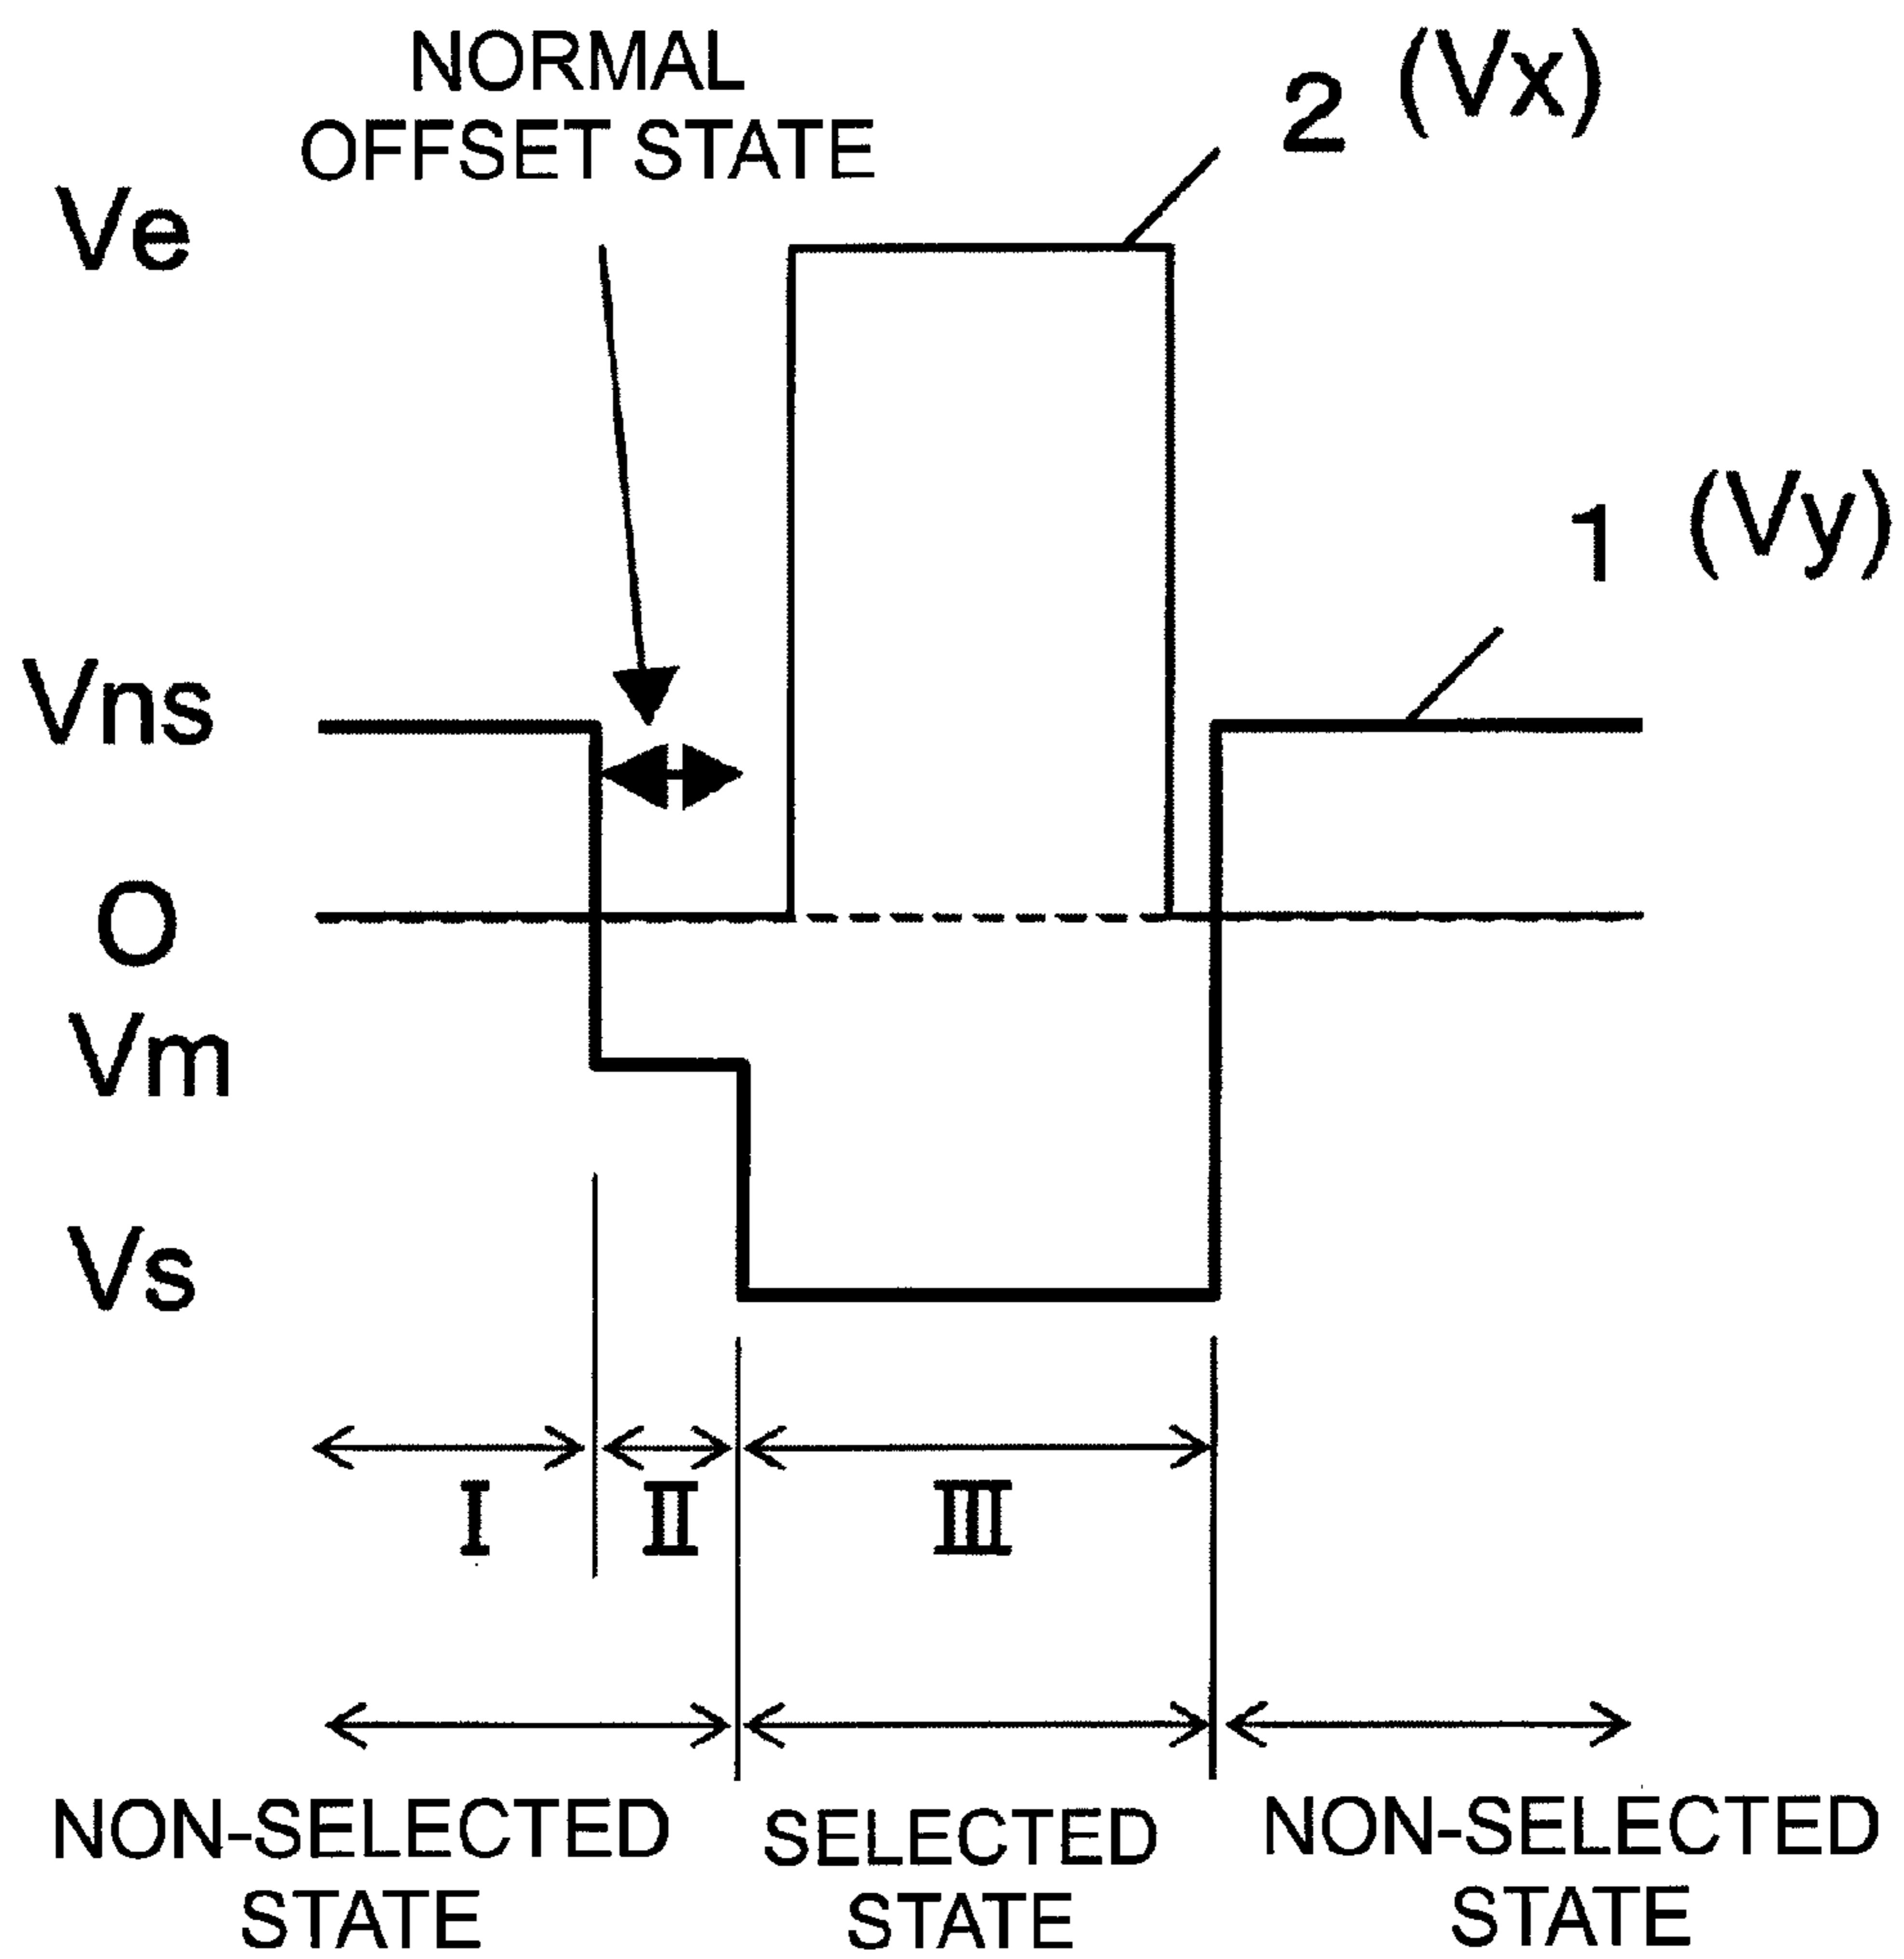 NORMAL
OFFSET STATE
2 (Vx)
Ve
1 (Vy)
Vns
O
Vm
Vs
I II III
NON-SELECTED
STATE
SELECTED
STATE
NON-SELECTED
STATE